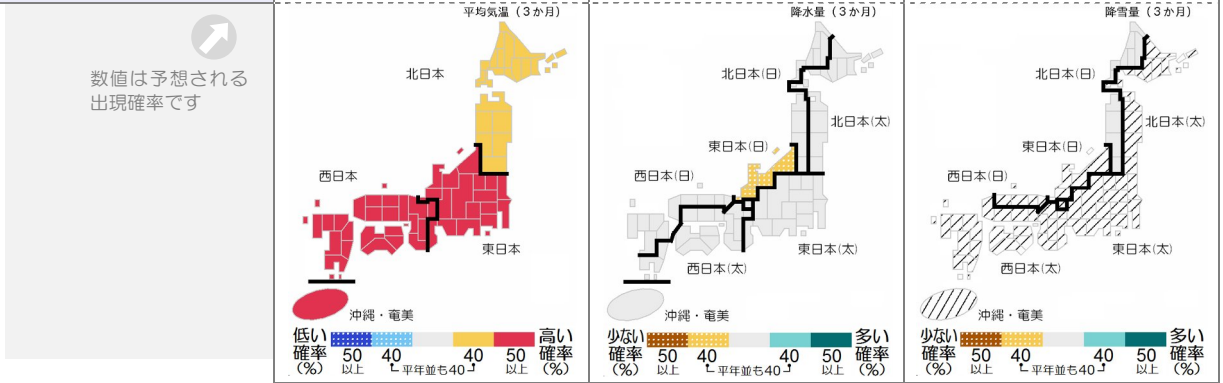 数値は予想される
出現確率です
平均気温（３か月）
北日本
西日本
東日本
沖縄・奄美
低い
確率
（％）
50
以上
40
平年並も40
40
50
以上
高い
確率
（％）
降水量（３か月）
北日本（日）
北日本（太）
東日本（日）
西日本（日）
東日本（太）
西日本（太）
沖縄・奄美
少ない
確率
（％）
50
以上
40
平年並も40
40
50
以上
多い
確率
（％）
降雪量（３か月）
北日本（日）
北日本（太）
東日本（日）
西日本（日）
東日本（太）
西日本（太）
沖縄・奄美
少ない
確率
（％）
50
以上
40
平年並も40
40
50
以上
多い
確率
（％）